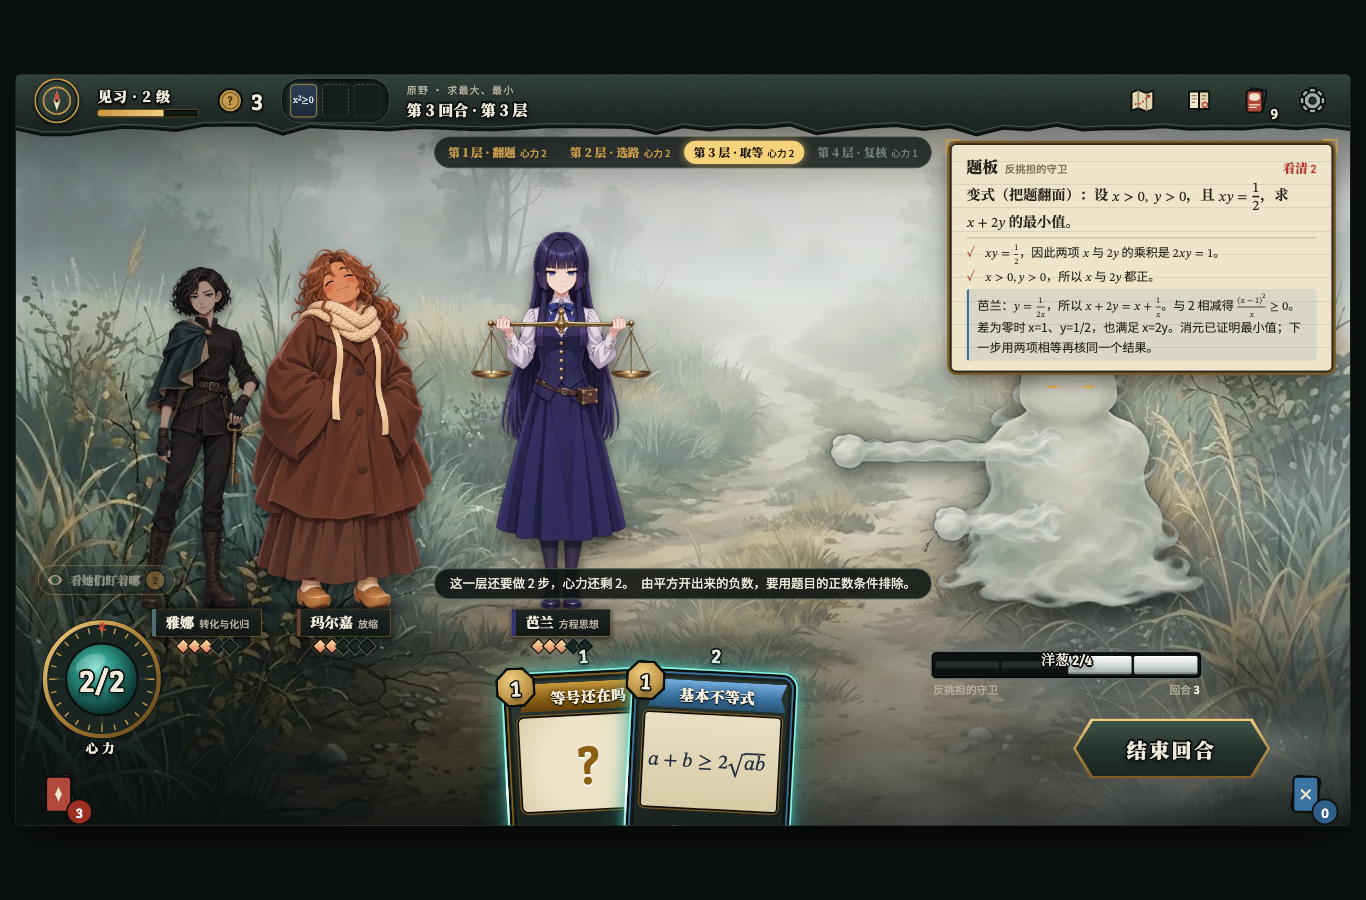 见习 · 2 级
? 3
x²≥0
原野 · 求最大、最小
第 3 回合 · 第 3 层
9
第 1 层 · 翻题 心力 2
第 2 层 · 选路 心力 2
第 3 层 · 取等 心力 2
第 4 层 · 复核 心力 1
题板 反挑担的守卫 看清 2
变式（把题翻面）：设 x > 0, y > 0，且 xy = 1/2，求
x + 2y 的最小值。
✓ xy = 1/2，因此两项 x 与 2y 的乘积是 2xy = 1。
✓ x > 0, y > 0，所以 x 与 2y 都正。
芭兰：y = 1/2x，所以 x + 2y = x + 1/x。与 2 相减得 (x−1)²/x ≥ 0。
差为零时 x=1、y=1/2，也满足 x=2y。消元已证明最小值；下
一步用两项相等再核同一个结果。
看她们盯着哪 2
这一层还要做 2 步，心力还剩 2。 由平方开出来的负数，要用题目的正数条件排除。
雅娜 转化与化归
玛尔嘉 放缩
芭兰 方程思想
2/2
心力
3
1
1 等号还在吗
?
2
1 基本不等式
a + b ≥ 2√ab
洋葱 2/4
反挑担的守卫 回合 3
结束回合
0